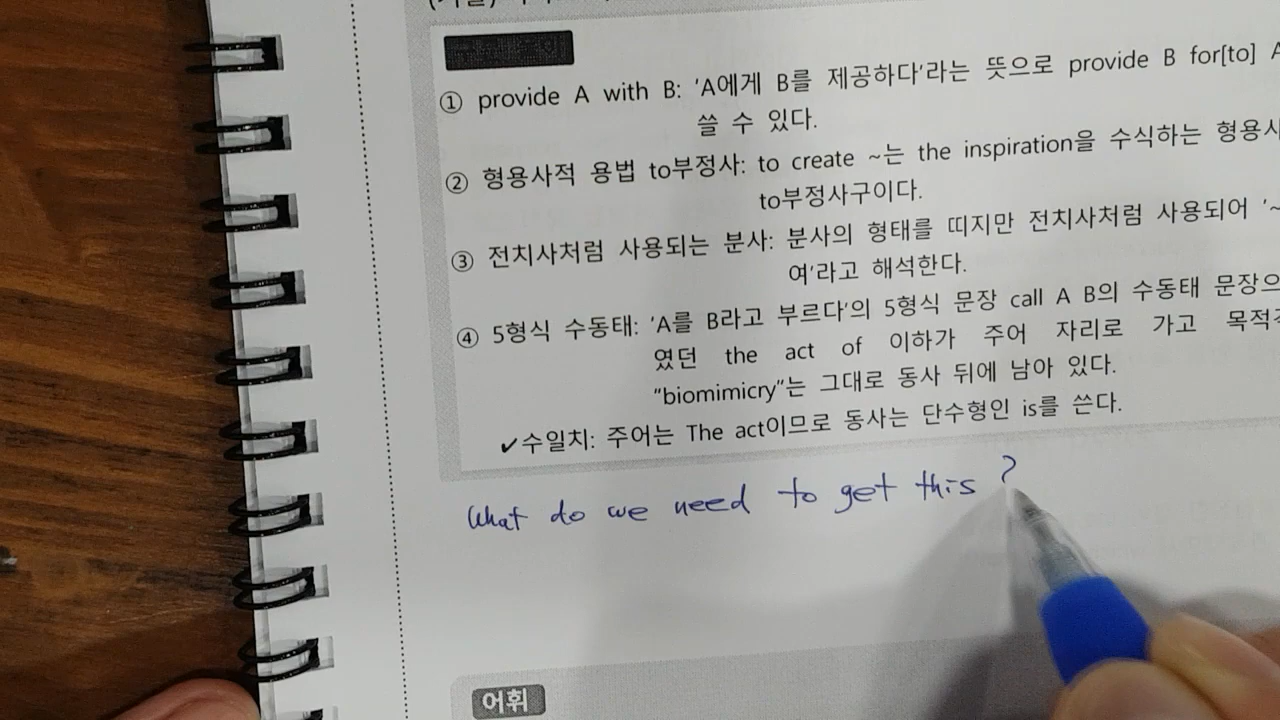 ① provide A with B: 'A에게 B를 제공하다'라는 뜻으로 provide B for[to] A
쓸 수 있다.
② 형용사적 용법 to부정사: to create ~는 the inspiration을 수식하는 형용사
to부정사구이다.
③ 전치사처럼 사용되는 분사: 분사의 형태를 띠지만 전치사처럼 사용되어 '~
여'라고 해석한다.
④ 5형식 수동태: 'A를 B라고 부르다'의 5형식 문장 call A B의 수동태 문장으
였던 the act of 이하가 주어 자리로 가고 목적격
"biomimicry"는 그대로 동사 뒤에 남아 있다.
✔수일치: 주어는 The act이므로 동사는 단수형인 is를 쓴다.
What do we need to get this ?
어휘